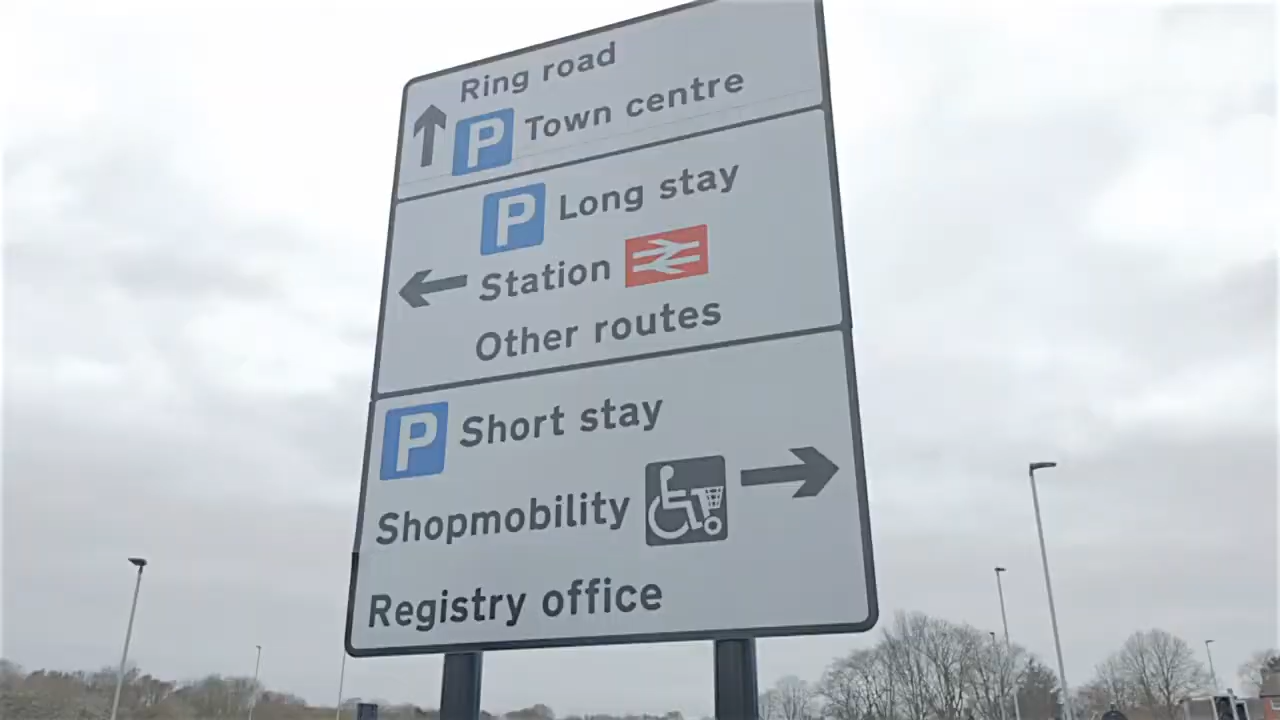 Ring road
P Town centre
P Long stay
Station
Other routes
P Short stay
Shopmobility
Registry office